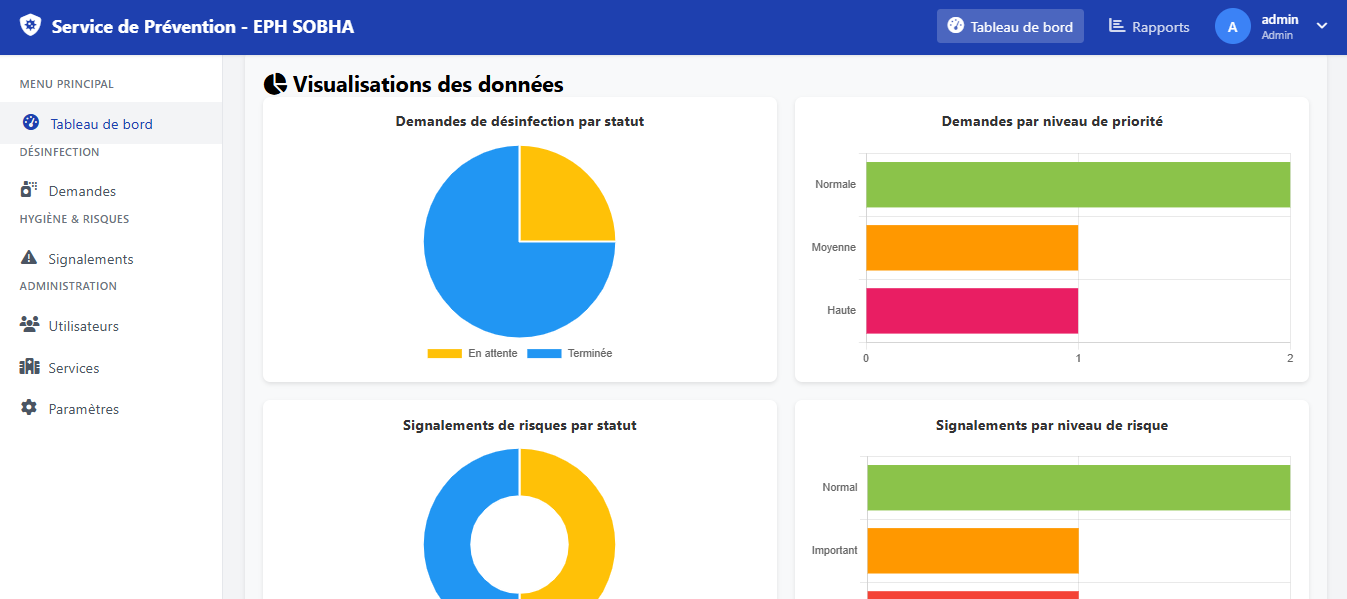 Service de Prévention - EPH SOBHA
Tableau de bord
Rapports
A
admin
Admin
MENU PRINCIPAL
Tableau de bord
DÉSINFECTION
Demandes
HYGIÈNE & RISQUES
Signalements
ADMINISTRATION
Utilisateurs
Services
Paramètres
Visualisations des données
Demandes de désinfection par statut
En attente
Terminée
Demandes par niveau de priorité
Normale
Moyenne
Haute
0 1 2
Signalements de risques par statut
Signalements par niveau de risque
Normal
Important